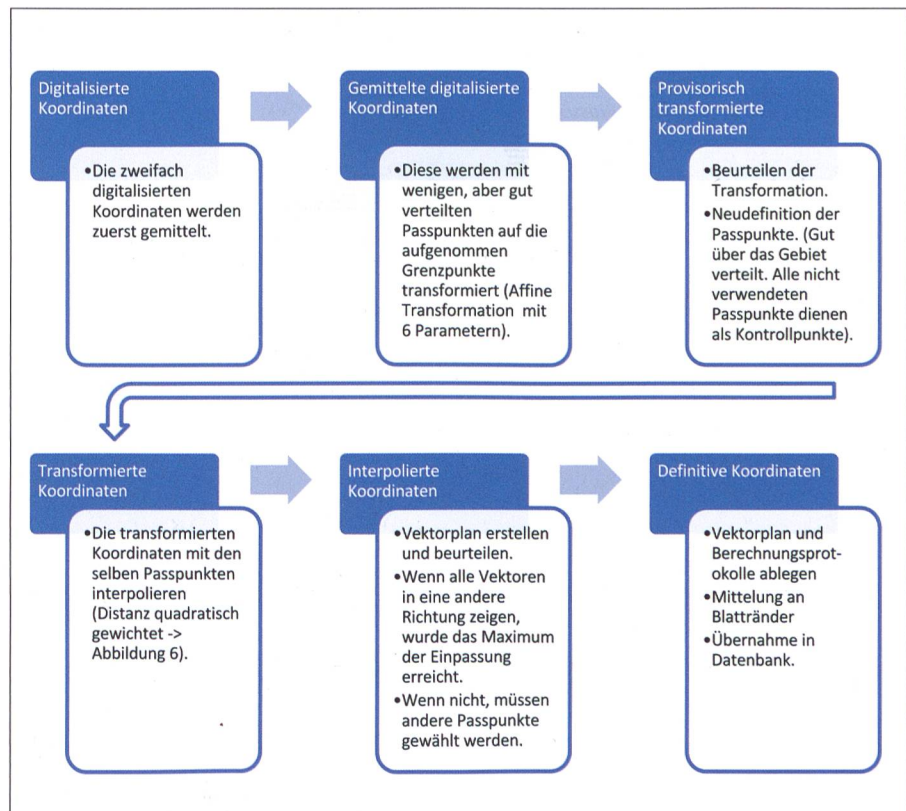 Digitalisierte
Koordinaten
•Die zweifach
digitalisierten
Koordinaten werden
zuerst gemittelt.
Gemittelte digitalisierte
Koordinaten
•Diese werden mit
wenigen, aber gut
verteilten
Passpunkten auf die
aufgenommen
Grenzpunkte
transformiert (Affine
Transformation mit
6 Parametern).
Provisorisch
transformierte
Koordinaten
•Beurteilen der
Transformation.
•Neudefinition der
Passpunkte. (Gut
über das Gebiet
verteilt. Alle nicht
verwendeten
Passpunkte dienen
als Kontrollpunkte).
Transformierte
Koordinaten
•Die transformierten
Koordinaten mit den
selben Passpunkten
interpolieren
(Distanz quadratisch
gewichtet ->
Abbildung 6).
Interpolierte
Koordinaten
•Vektorplan erstellen
und beurteilen.
•Wenn alle Vektoren
in eine andere
Richtung zeigen,
wurde das Maximum
der Einpassung
erreicht.
•Wenn nicht, müssen
andere Passpunkte
gewählt werden.
Definitive Koordinaten
•Vektorplan und
Berechnungsprot-
okolle ablegen
•Mittelung an
Blattränder
•Übernahme in
Datenbank.